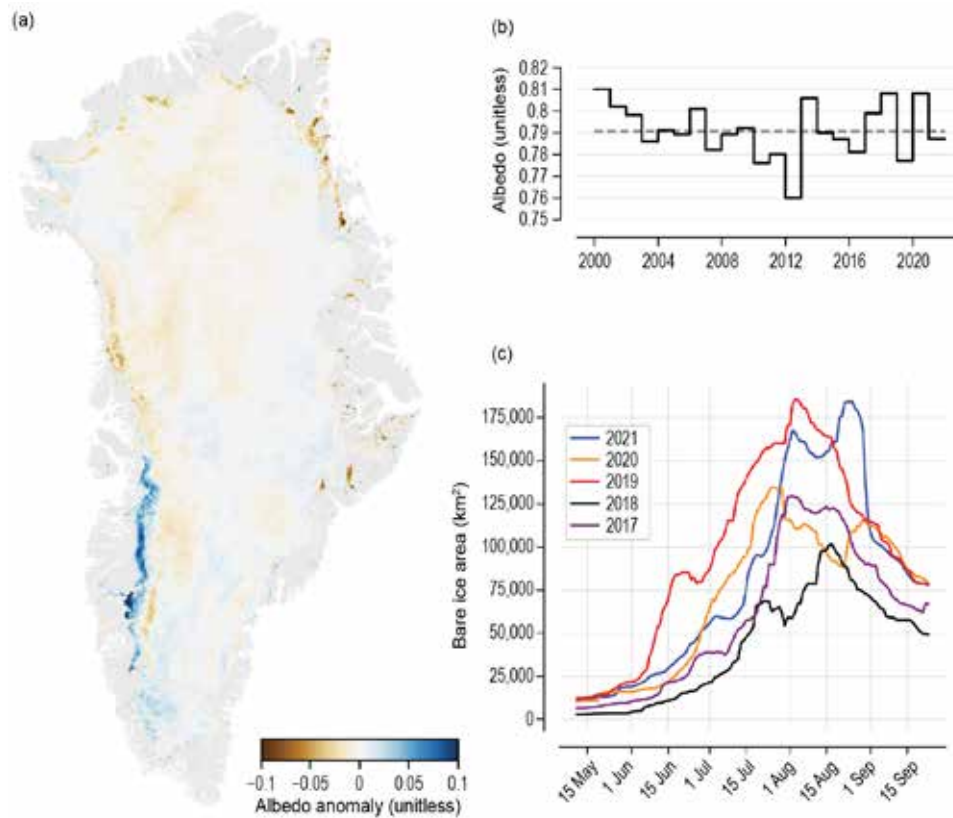 (a)
−0.1 −0.05 0 0.05 0.1
Albedo anomaly (unitless)
(b)
Albedo (unitless)
0.82
0.81
0.8
0.79
0.78
0.77
0.76
0.75
2000 2004 2008 2012 2016 2020
(c)
Bare ice area (km²)
175,000
150,000
125,000
100,000
75,000
50,000
25,000
0
2021
2020
2019
2018
2017
15 May 1 Jun 15 Jun 1 Jul 15 Jul 1 Aug 15 Aug 1 Sep 15 Sep